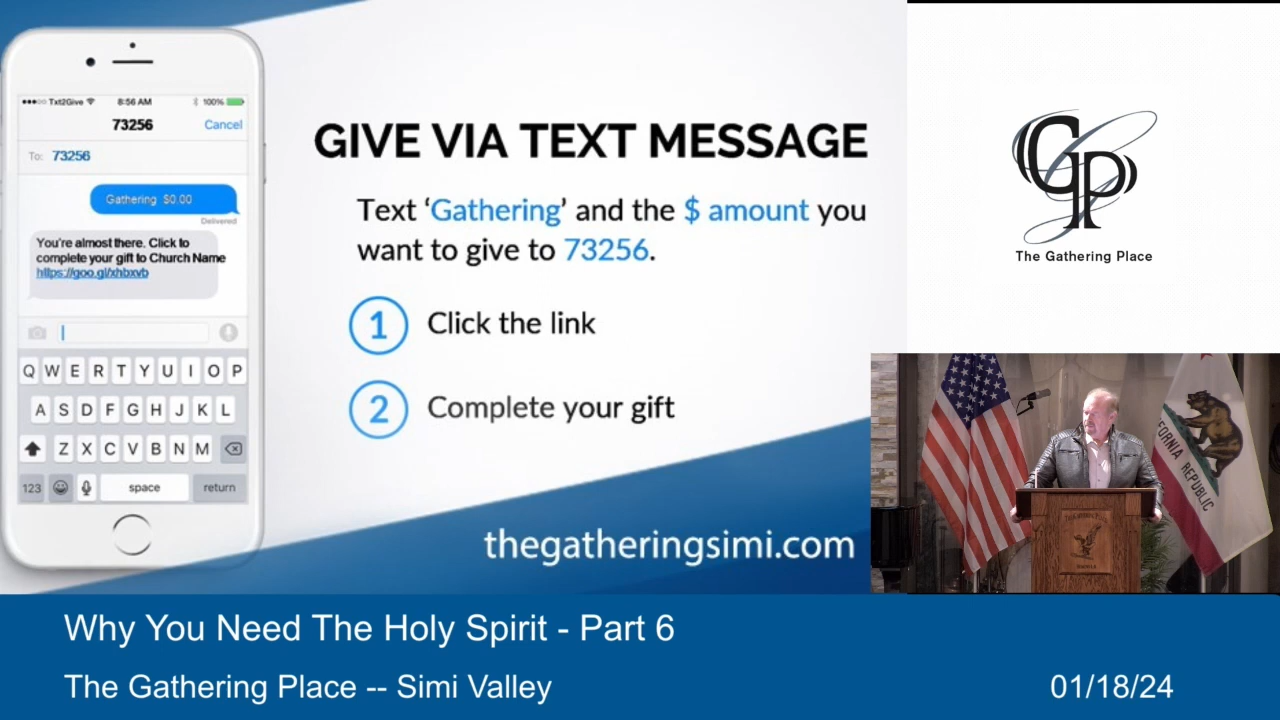 ●●●○○ Txt2Give 8:56 AM 100%
73256 Cancel
To: 73256
Gathering $0.00
Delivered
You're almost there. Click to
complete your gift to Church Name
https://goo.gl/xhbxvb
Q W E R T Y U I O P
A S D F G H J K L
Z X C V B N M
123 space return
GIVE VIA TEXT MESSAGE
Text ‘Gathering’ and the $ amount you
want to give to 73256.
1 Click the link
2 Complete your gift
thegatheringsimi.com
GP
The Gathering Place
FORNIA REPUBLIC
Why You Need The Holy Spirit - Part 6
The Gathering Place -- Simi Valley 01/18/24